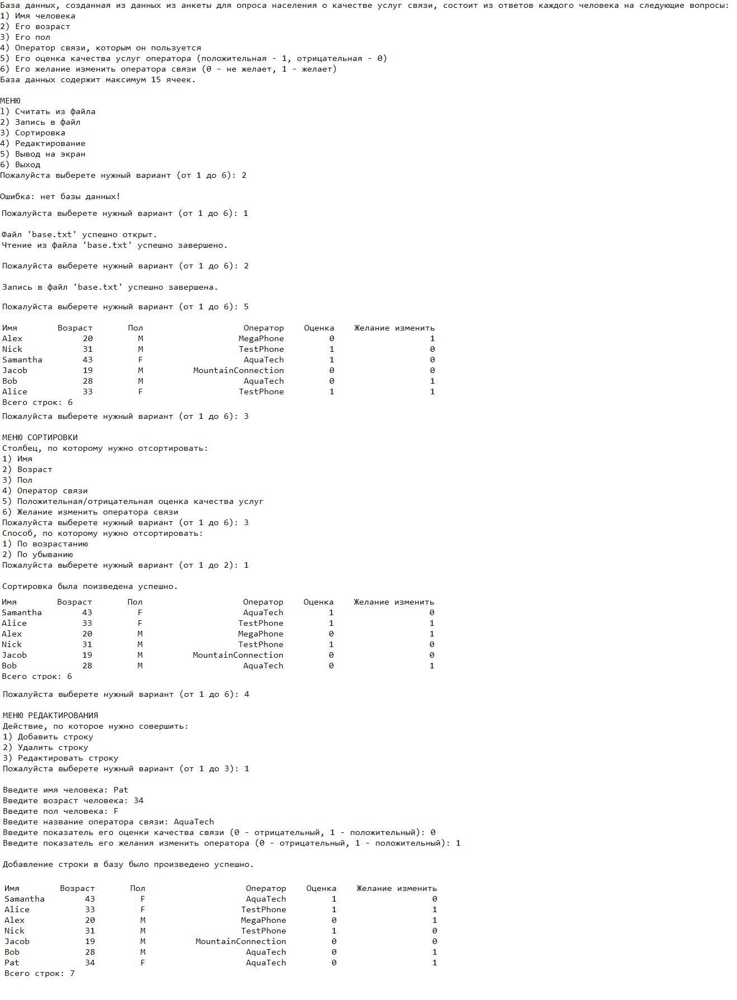 База данных, созданная из данных из анкеты для опроса населения о качестве услуг связи, состоит из ответов каждого человека на следующие вопросы:
1) Имя человека
2) Его возраст
3) Его пол
4) Оператор связи, которым он пользуется
5) Его оценка качества услуг оператора (положительная - 1, отрицательная - 0)
6) Его желание изменить оператора связи (0 - не желает, 1 - желает)
База данных содержит максимум 15 ячеек.
МЕНЮ
1) Считать из файла
2) Запись в файл
3) Сортировка
4) Редактирование
5) Вывод на экран
6) Выход
Пожалуйста выберете нужный вариант (от 1 до 6): 2
Ошибка: нет базы данных!
Пожалуйста выберете нужный вариант (от 1 до 6): 1
Файл 'base.txt' успешно открыт.
Чтение из файла 'base.txt' успешно завершено.
Пожалуйста выберете нужный вариант (от 1 до 6): 2
Запись в файл 'base.txt' успешно завершена.
Пожалуйста выберете нужный вариант (от 1 до 6): 5
Имя Возраст Пол Оператор Оценка Желание изменить
Alex 20 M MegaPhone 0 1
Nick 31 M TestPhone 1 0
Samantha 43 F AquaTech 1 0
Jacob 19 M MountainConnection 0 0
Bob 28 M AquaTech 0 1
Alice 33 F TestPhone 1 1
Всего строк: 6
Пожалуйста выберете нужный вариант (от 1 до 6): 3
МЕНЮ СОРТИРОВКИ
Столбец, по которому нужно отсортировать:
1) Имя
2) Возраст
3) Пол
4) Оператор связи
5) Положительная/отрицательная оценка качества услуг
6) Желание изменить оператора связи
Пожалуйста выберете нужный вариант (от 1 до 6): 3
Способ, по которому нужно отсортировать:
1) По возрастанию
2) По убыванию
Пожалуйста выберете нужный вариант (от 1 до 2): 1
Сортировка была поизведена успешно.
Имя Возраст Пол Оператор Оценка Желание изменить
Samantha 43 F AquaTech 1 0
Alice 33 F TestPhone 1 1
Alex 20 M MegaPhone 0 1
Nick 31 M TestPhone 1 0
Jacob 19 M MountainConnection 0 0
Bob 28 M AquaTech 0 1
Всего строк: 6
Пожалуйста выберете нужный вариант (от 1 до 6): 4
МЕНЮ РЕДАКТИРОВАНИЯ
Действие, по которое нужно совершить:
1) Добавить строку
2) Удалить строку
3) Редактировать строку
Пожалуйста выберете нужный вариант (от 1 до 3): 1
Введите имя человека: Pat
Введите возраст человека: 34
Введите пол человека: F
Введите название оператора связи: AquaTech
Введите показатель его оценки качества связи (0 - отрицательный, 1 - положительный): 0
Введите показатель его желания изменить оператора (0 - отрицательный, 1 - положительный): 1
Добавление строки в базу было произведено успешно.
Имя Возраст Пол Оператор Оценка Желание изменить
Samantha 43 F AquaTech 1 0
Alice 33 F TestPhone 1 1
Alex 20 M MegaPhone 0 1
Nick 31 M TestPhone 1 0
Jacob 19 M MountainConnection 0 0
Bob 28 M AquaTech 0 1
Pat 34 F AquaTech 0 1
Всего строк: 7